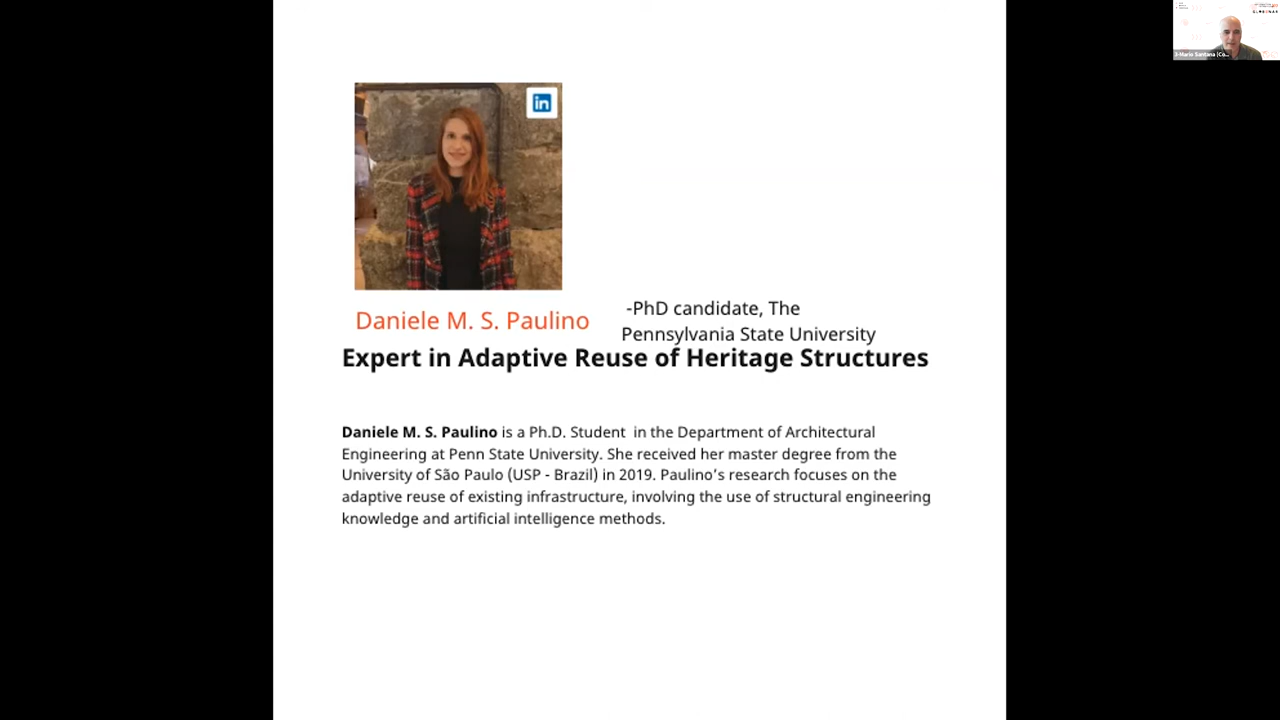 in
Daniele M. S. Paulino
-PhD candidate, The
Pennsylvania State University
Expert in Adaptive Reuse of Heritage Structures
Daniele M. S. Paulino is a Ph.D. Student in the Department of Architectural
Engineering at Penn State University. She received her master degree from the
University of São Paulo (USP - Brazil) in 2019. Paulino’s research focuses on the
adaptive reuse of existing infrastructure, involving the use of structural engineering
knowledge and artificial intelligence methods.
Santana (Co...